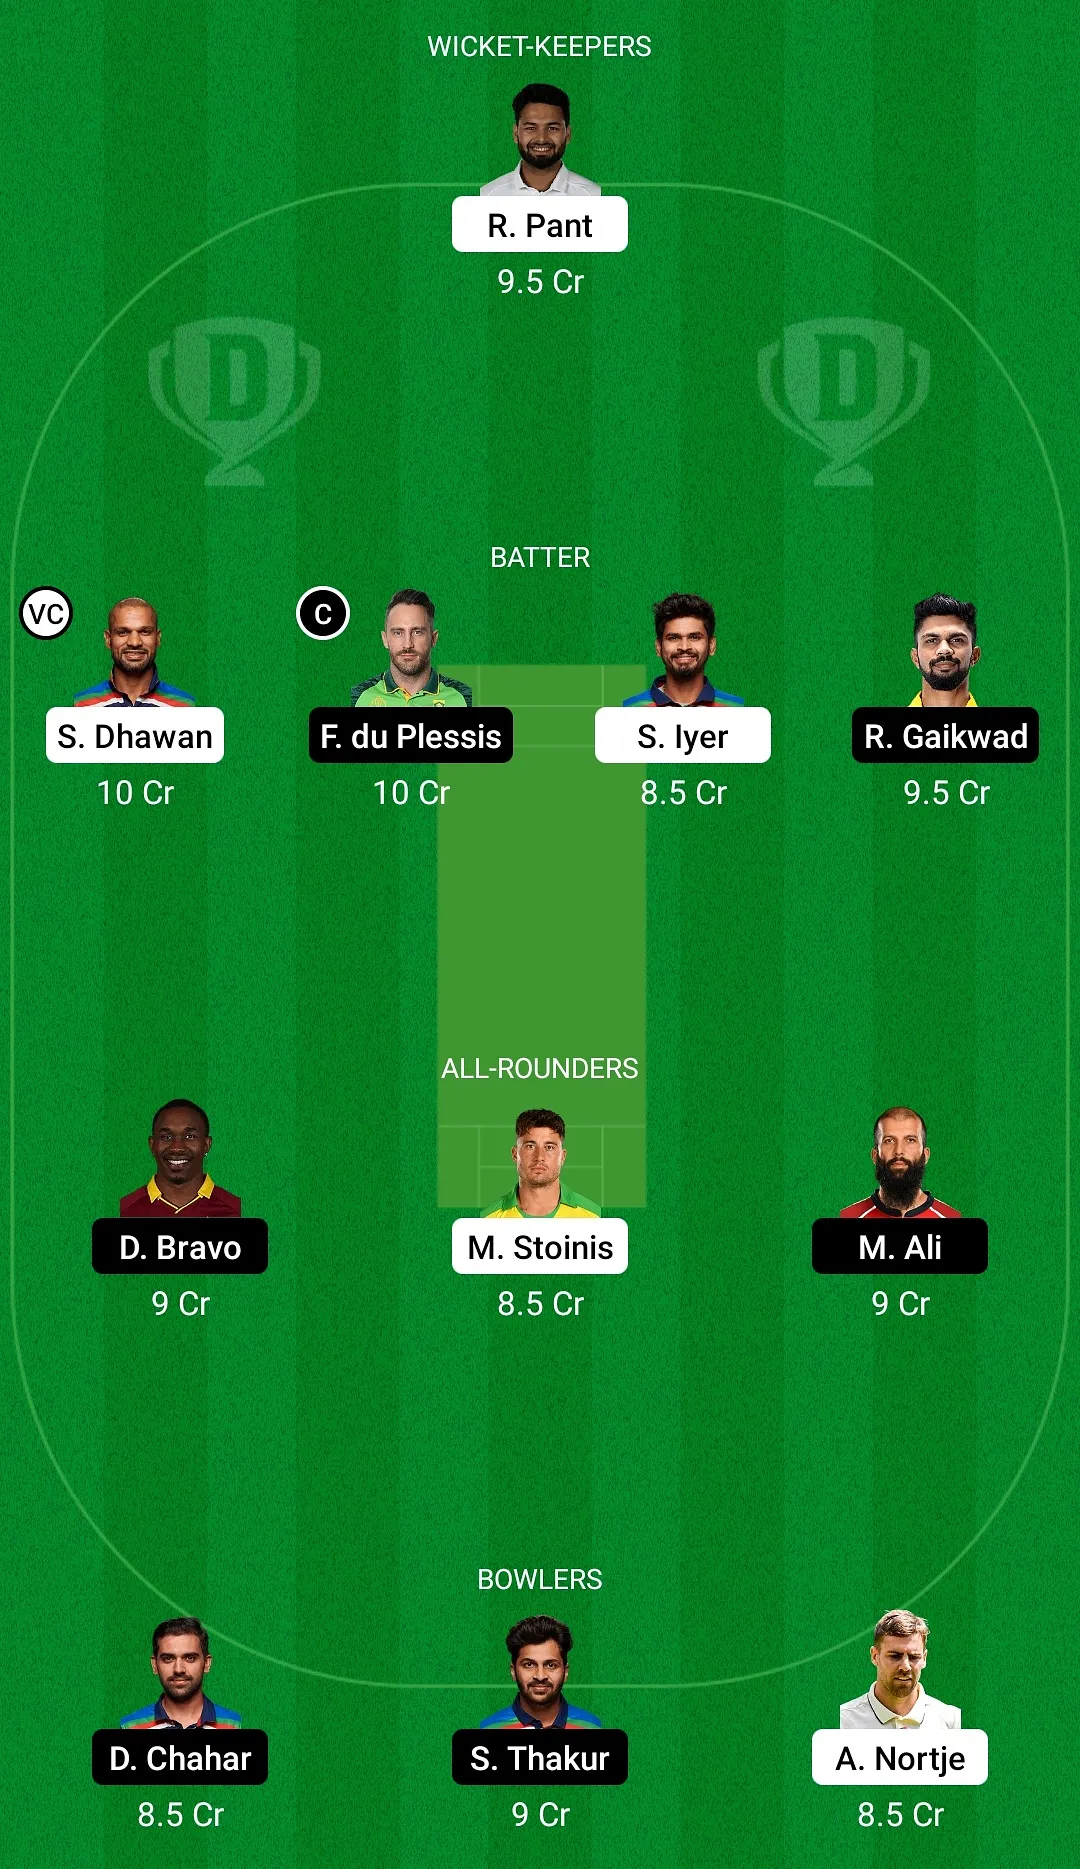 WICKET-KEEPERS
R. Pant
9.5 Cr
D
D
BATTER
VC
C
S. Dhawan
F. du Plessis
S. Iyer
R. Gaikwad
10 Cr
10 Cr
8.5 Cr
9.5 Cr
ALL-ROUNDERS
D. Bravo
M. Stoinis
M. Ali
9 Cr
8.5 Cr
9 Cr
BOWLERS
D. Chahar
S. Thakur
A. Nortje
8.5 Cr
9 Cr
8.5 Cr